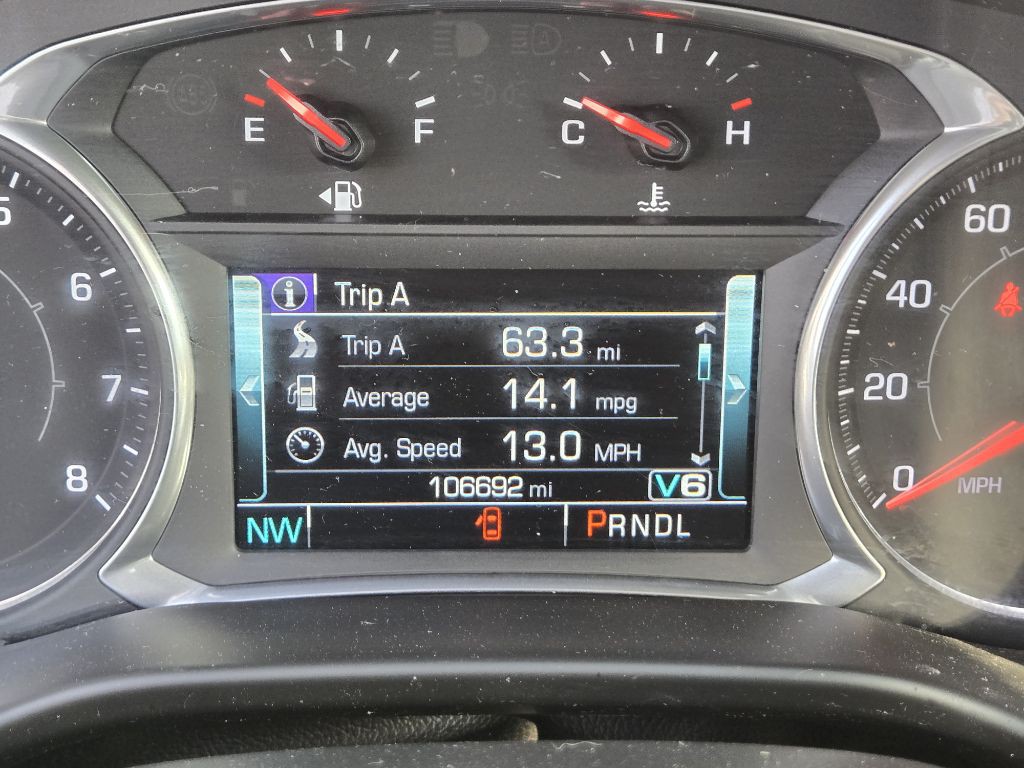 E F
C H
5
6
7
8
60
40
20
0
MPH
i Trip A
Trip A 63.3 mi
Average 14.1 mpg
Avg. Speed 13.0 MPH
106692 mi V6
NW PRNDL